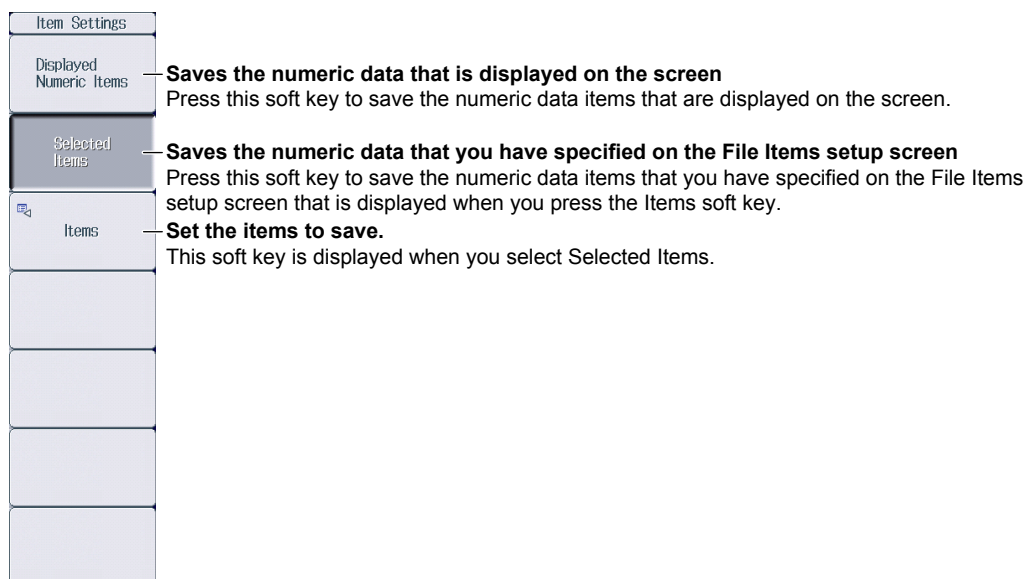 Item Settings
Displayed
Numeric Items
Saves the numeric data that is displayed on the screen
Press this soft key to save the numeric data items that are displayed on the screen.
Selected
Items
Saves the numeric data that you have specified on the File Items setup screen
Press this soft key to save the numeric data items that you have specified on the File Items
setup screen that is displayed when you press the Items soft key.
Items
Set the items to save.
This soft key is displayed when you select Selected Items.